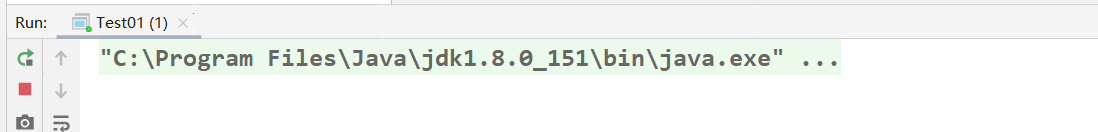 Run: Test01 (1)
"C:\Program Files\Java\jdk1.8.0_151\bin\java.exe" ...